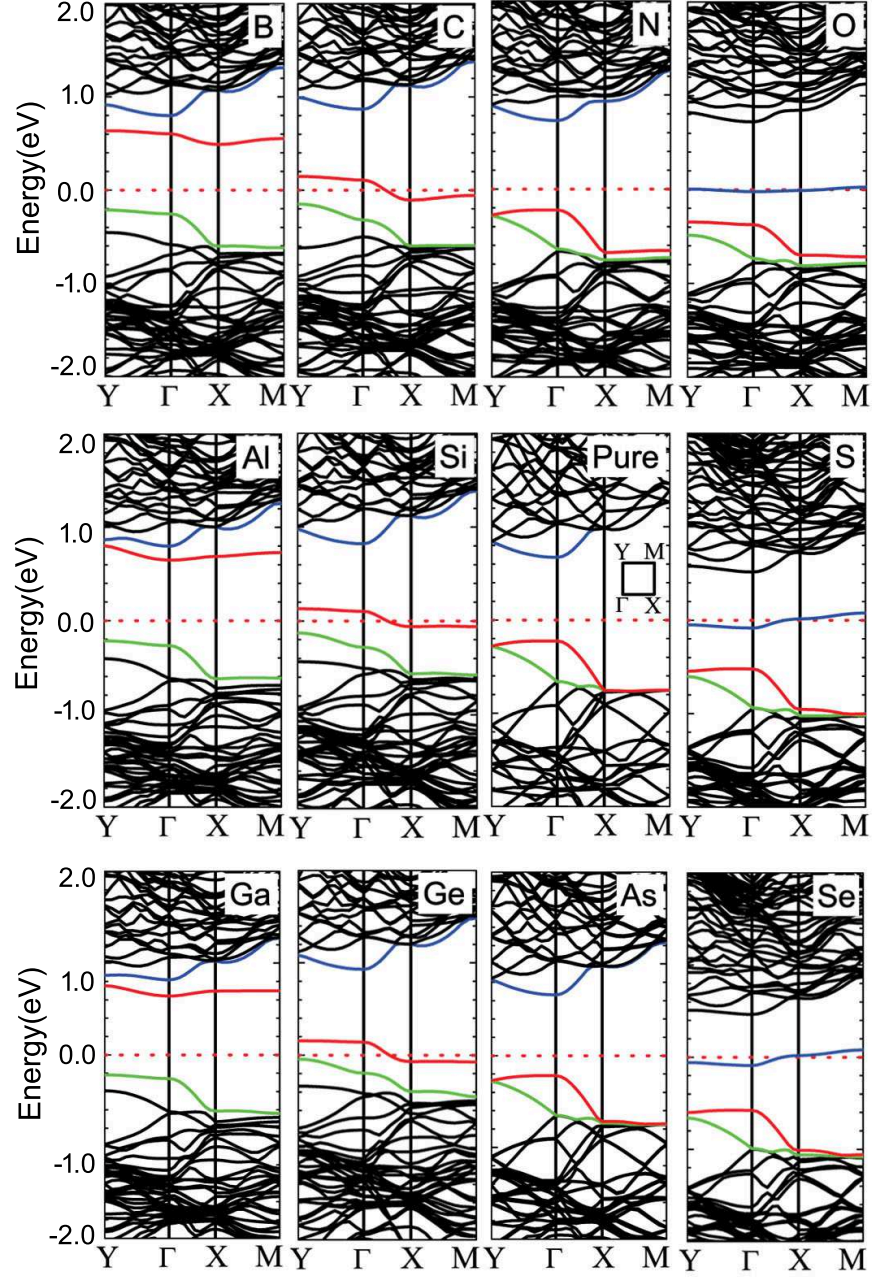 B C N O
Energy(eV)
2.0
1.0
0.0
-1.0
-2.0
Y Γ X M Y Γ X M Y Γ X M Y Γ X M
Al Si Pure S
Energy(eV)
2.0
1.0
0.0
-1.0
-2.0
Y M
Γ X
Y Γ X M Y Γ X M Y Γ X M Y Γ X M
Ga Ge As Se
Energy(eV)
2.0
1.0
0.0
-1.0
-2.0
Y Γ X M Y Γ X M Y Γ X M Y Γ X M